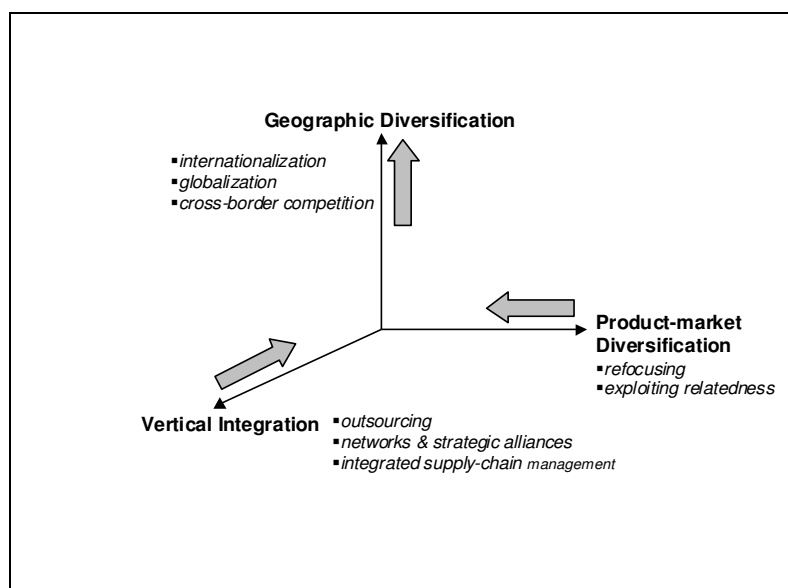 Geographic Diversification
▪internationalization
▪globalization
▪cross-border competition
Product-market
Diversification
▪refocusing
▪exploiting relatedness
Vertical Integration
▪outsourcing
▪networks & strategic alliances
▪integrated supply-chain management